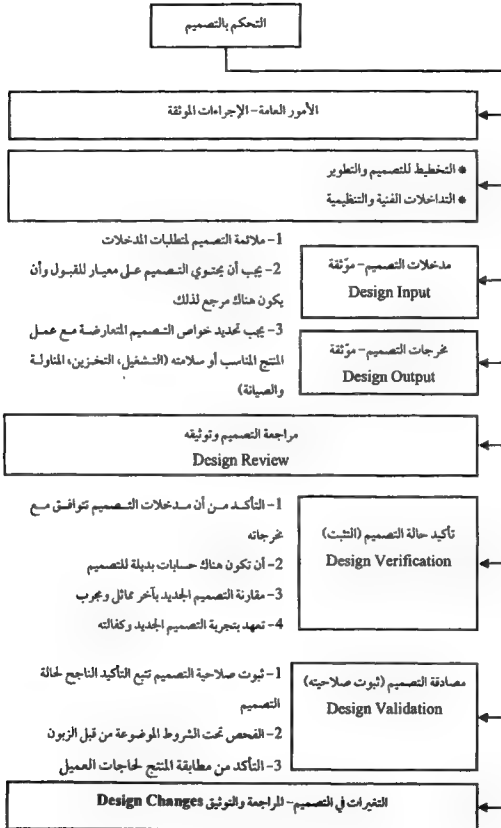 التحكم بالتصميم
الأمور العامة - الإجراءات الموثقة
* التخطيط للتصميم والتطوير
* التداخلات الفنية والتنظيمية
مدخلات التصميم - موثقة
Design Input
1- ملائمة التصميم لمتطلبات المدخلات
2- يجب أن يحتوي التصميم على معيار للقبول وأن
يكون هناك مرجع لذلك
3- يجب تحديد خواص التصميم المتعارضة مع عمل
المنتج المناسب أو سلامته (التشغيل، التخزين، المناولة
والصيانة)
مخرجات التصميم - موثقة
Design Output
مراجعة التصميم وتوثيقه
Design Review
تأكيد حالة التصميم (التثبت)
Design Verification
1- التأكد من أن مدخلات التصميم تتوافق مع
مخرجاته
2- أن تكون هناك حسابات بديلة للتصميم
3- مقارنة التصميم الجديد بآخر مماثل ومجرب
4- تعهد بتجربة التصميم الجديد وكفالته
مصادقة التصميم (ثبوت صلاحيته)
Design Validation
1- ثبوت صلاحية التصميم تتبع التأكيد الناجح لحالة
التصميم
2- الفحص تحت الشروط الموضوعة من قبل الزبون
3- التأكد من مطابقة المنتج لحاجات العميل
التغيرات في التصميم - المراجعة والتوثيق Design Changes